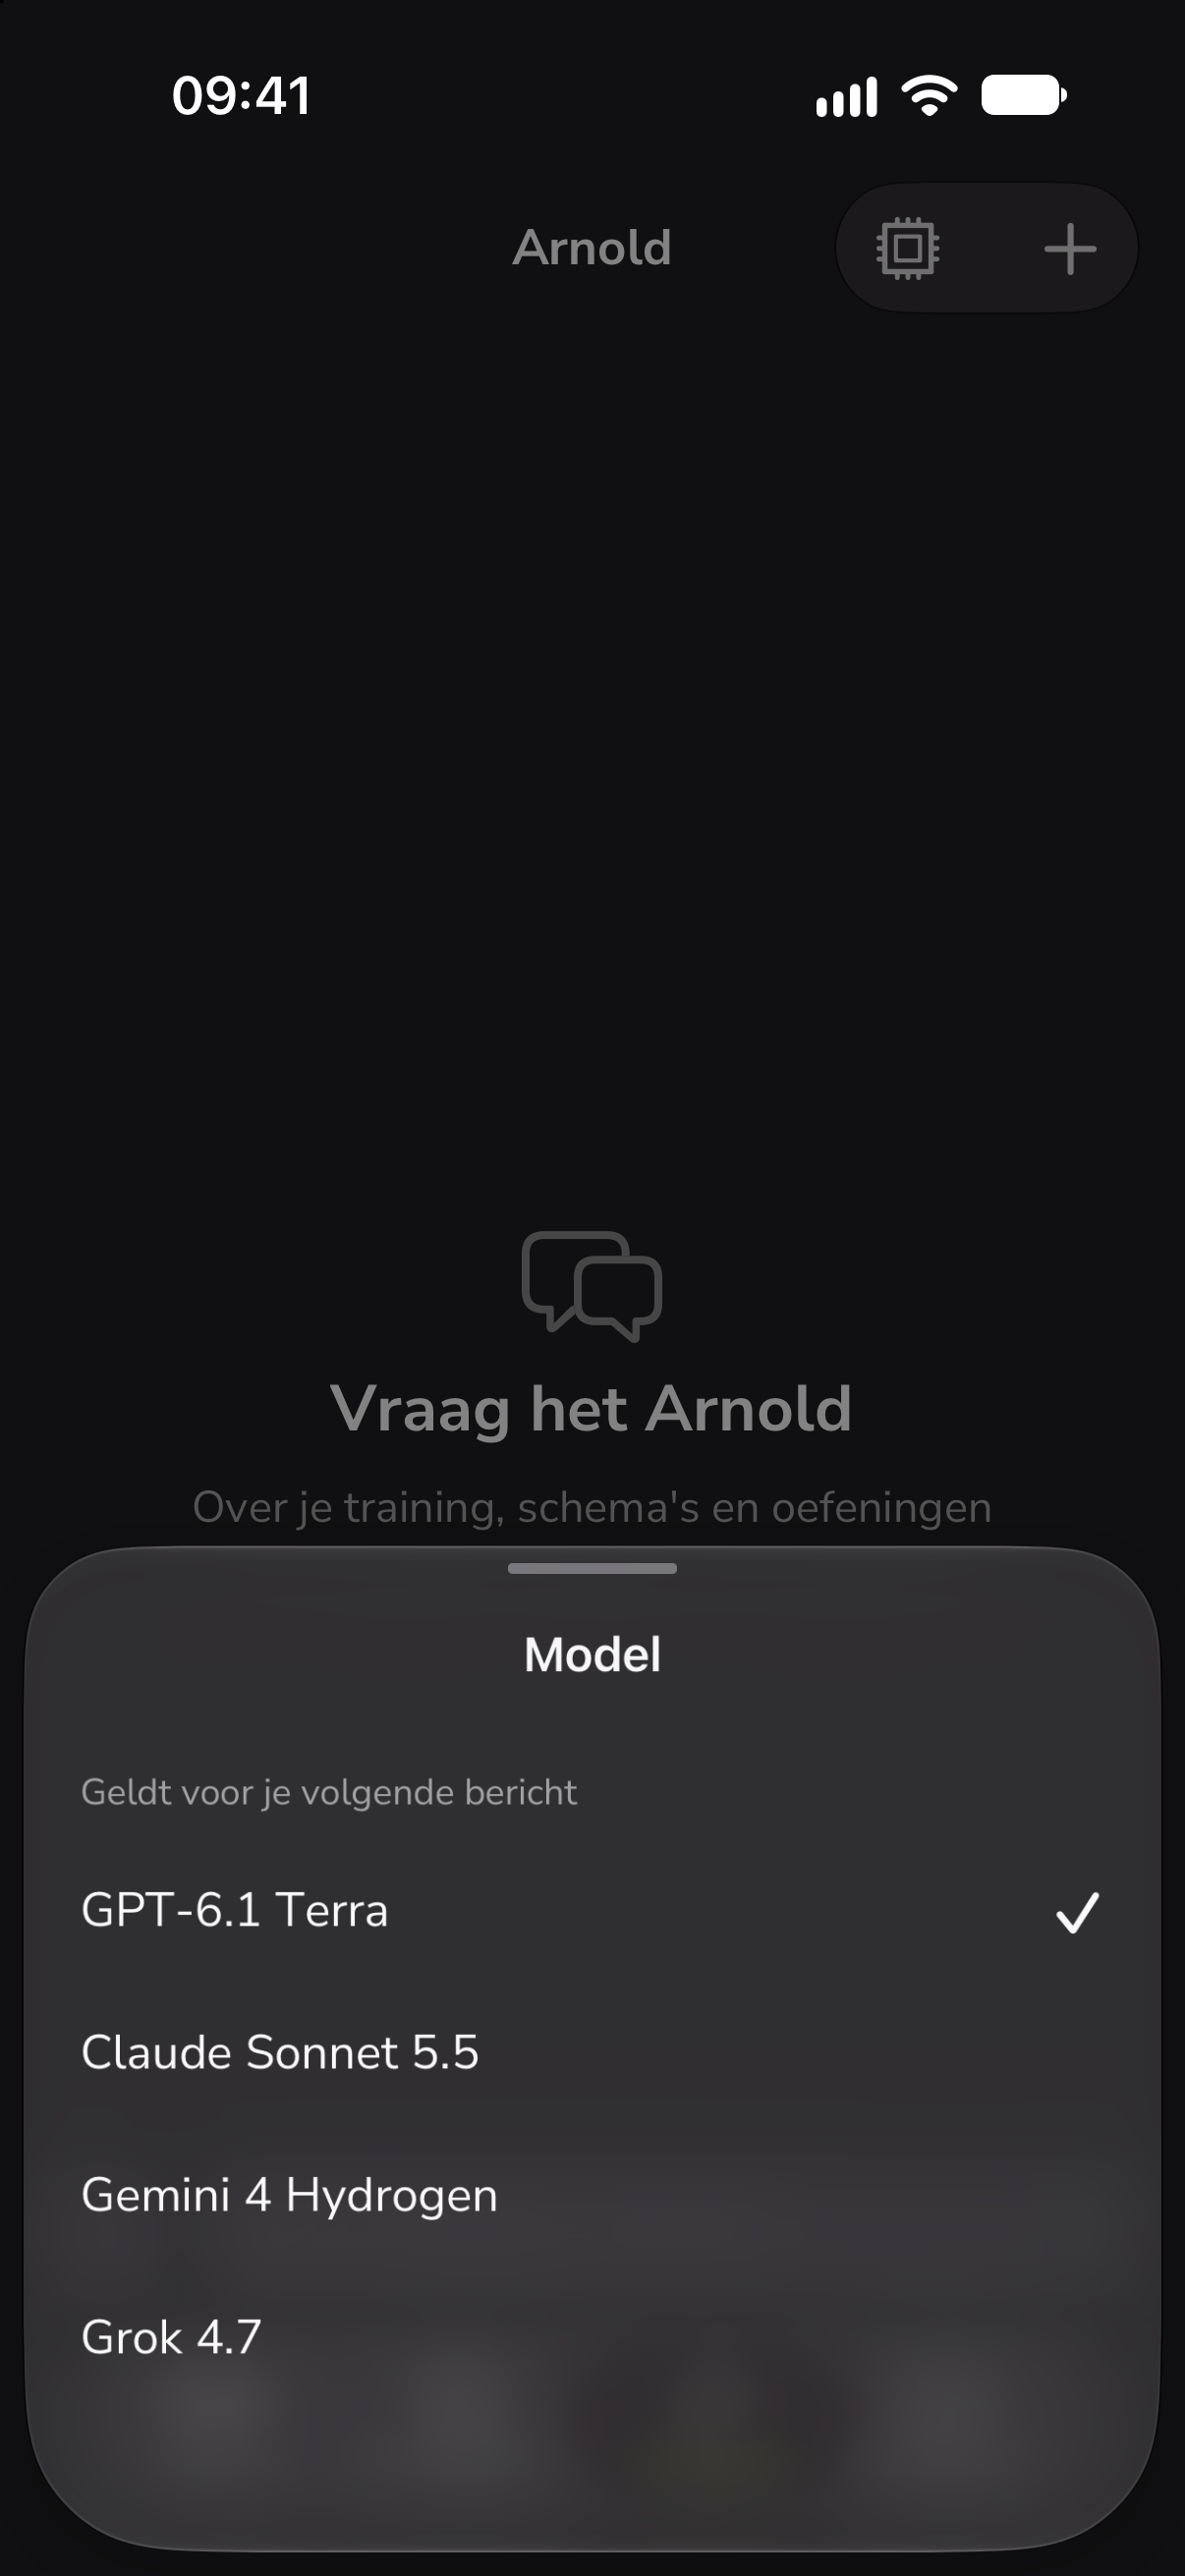 09:41
Arnold
Vraag het Arnold
Over je training, schema's en oefeningen
Model
Geldt voor je volgende bericht
GPT-6.1 Terra
Claude Sonnet 5.5
Gemini 4 Hydrogen
Grok 4.7